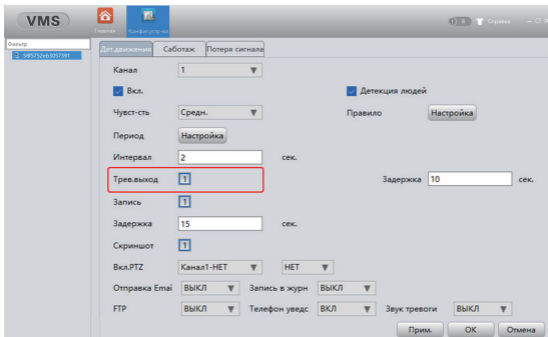 VMS
Главная
Конфигурация
0
Справка
Фильтр
Дет.движения Саботаж Потеря сигнала
Канал 1
Вкл. Детекция людей
Чувст-сть Средн. Правило Настройка
Период Настройка
Интервал 2 сек.
Трев.выход 1 Задержка 10 сек.
Запись 1
Задержка 15 сек.
Скриншот 1
Вкл.PTZ Канал1-НЕТ НЕТ
Отправка Emai ВЫКЛ Запись в журн ВЫКЛ
FTP ВЫКЛ Телефон уведс ВКЛ Звук тревоги ВЫКЛ
Прим. ОК Отмена